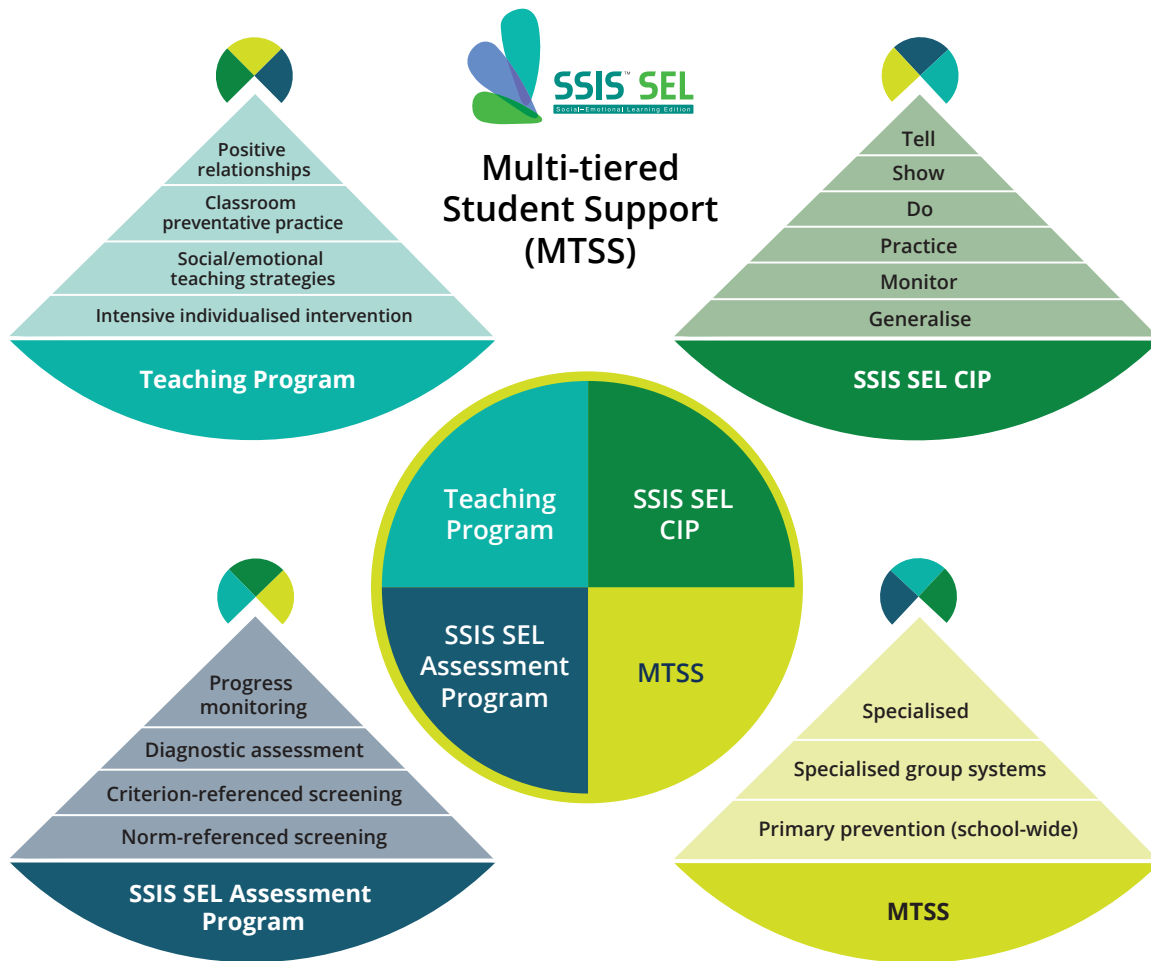 SSIS™ SEL
Social-Emotional Learning Edition
Multi-tiered
Student Support
(MTSS)
Positive
relationships
Classroom
preventative practice
Social/emotional
teaching strategies
Intensive individualised intervention
Teaching Program
Tell
Show
Do
Practice
Monitor
Generalise
SSIS SEL CIP
Teaching
Program
SSIS SEL
CIP
SSIS SEL
Assessment
Program
MTSS
Progress
monitoring
Diagnostic assessment
Criterion-referenced screening
Norm-referenced screening
SSIS SEL Assessment
Program
Specialised
Specialised group systems
Primary prevention (school-wide)
MTSS